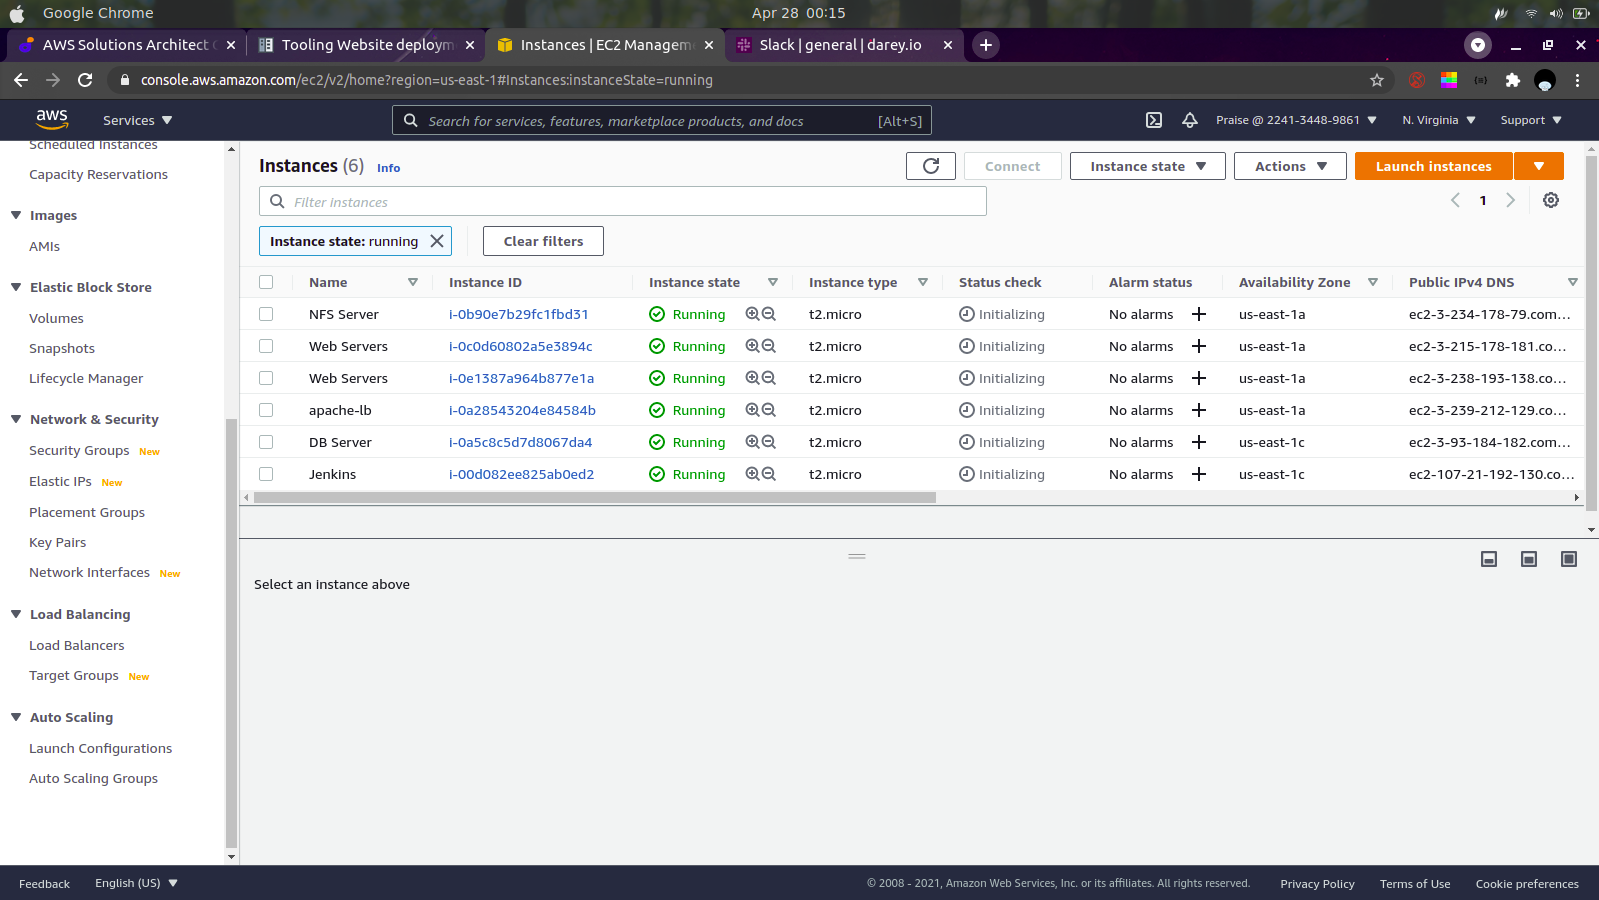 Google Chrome
Apr 28 00:15
AWS Solutions Architect C
Tooling Website deploym
Instances | EC2 Managem
Slack | general | darey.io
console.aws.amazon.com/ec2/v2/home?region=us-east-1#Instances:instanceState=running
aws
Services
Search for services, features, marketplace products, and docs
[Alt+S]
Praise @ 2241-3448-9861
N. Virginia
Support
Scheduled Instances
Capacity Reservations
Images
AMIs
Elastic Block Store
Volumes
Snapshots
Lifecycle Manager
Network & Security
Security Groups New
Elastic IPs New
Placement Groups
Key Pairs
Network Interfaces New
Load Balancing
Load Balancers
Target Groups New
Auto Scaling
Launch Configurations
Auto Scaling Groups
Instances (6) Info
Connect
Instance state
Actions
Launch instances
Filter instances
1
Instance state: running
Clear filters
Name Instance ID Instance state Instance type Status check Alarm status Availability Zone Public IPv4 DNS
NFS Server i-0b90e7b29fc1fbd31 Running t2.micro Initializing No alarms us-east-1a ec2-3-234-178-79.com...
Web Servers i-0c0d60802a5e3894c Running t2.micro Initializing No alarms us-east-1a ec2-3-215-178-181.co...
Web Servers i-0e1387a964b877e1a Running t2.micro Initializing No alarms us-east-1a ec2-3-238-193-138.co...
apache-lb i-0a28543204e84584b Running t2.micro Initializing No alarms us-east-1a ec2-3-239-212-129.co...
DB Server i-0a5c8c5d7d8067da4 Running t2.micro Initializing No alarms us-east-1c ec2-3-93-184-182.com...
Jenkins i-00d082ee825ab0ed2 Running t2.micro Initializing No alarms us-east-1c ec2-107-21-192-130.co...
Select an instance above
Feedback
English (US)
© 2008 - 2021, Amazon Web Services, Inc. or its affiliates. All rights reserved.
Privacy Policy
Terms of Use
Cookie preferences